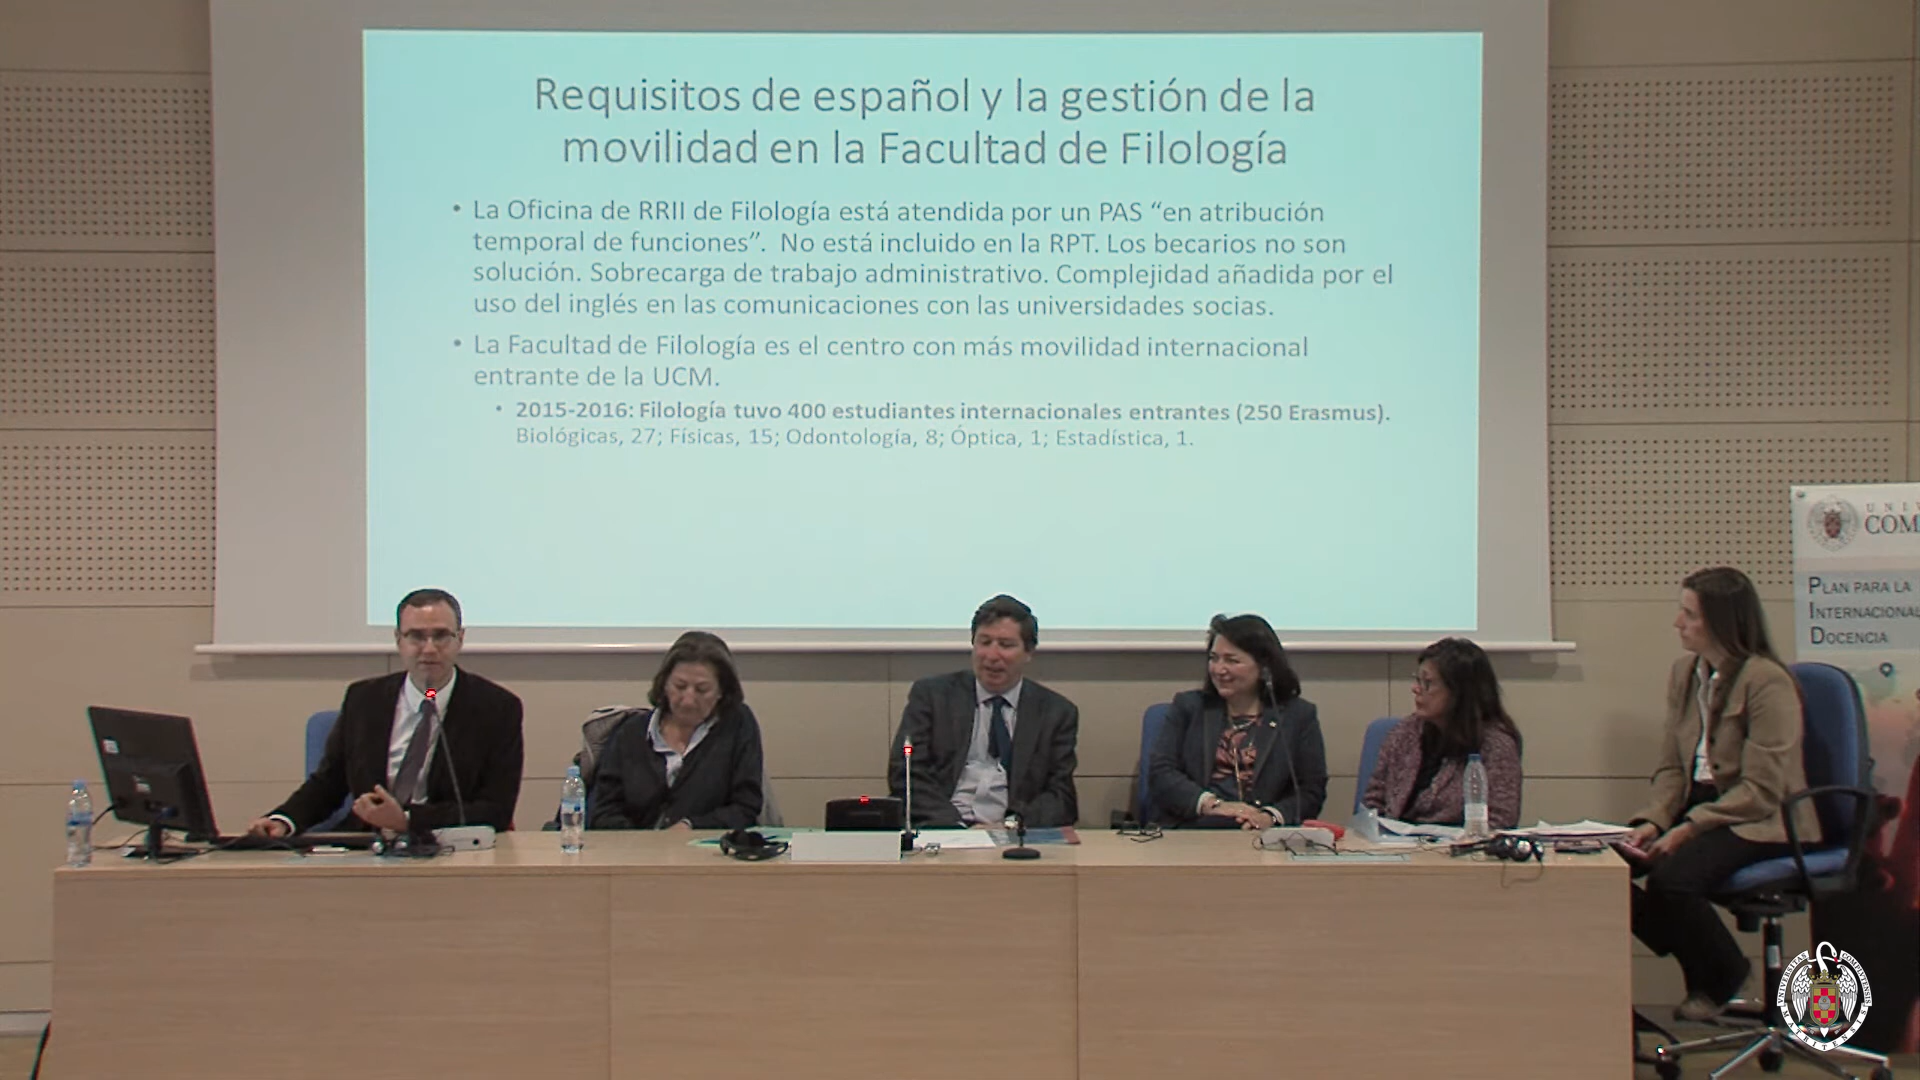 Requisitos de español y la gestión de la
movilidad en la Facultad de Filología
• La Oficina de RRII de Filología está atendida por un PAS “en atribución
temporal de funciones”. No está incluido en la RPT. Los becarios no son
solución. Sobrecarga de trabajo administrativo. Complejidad añadida por el
uso del inglés en las comunicaciones con las universidades socias.
• La Facultad de Filología es el centro con más movilidad internacional
entrante de la UCM.
• 2015-2016: Filología tuvo 400 estudiantes internacionales entrantes (250 Erasmus).
Biológicas, 27; Físicas, 15; Odontología, 8; Óptica, 1; Estadística, 1.
UNIV
COM
PLAN PARA LA
INTERNACIONAL
DOCENCIA